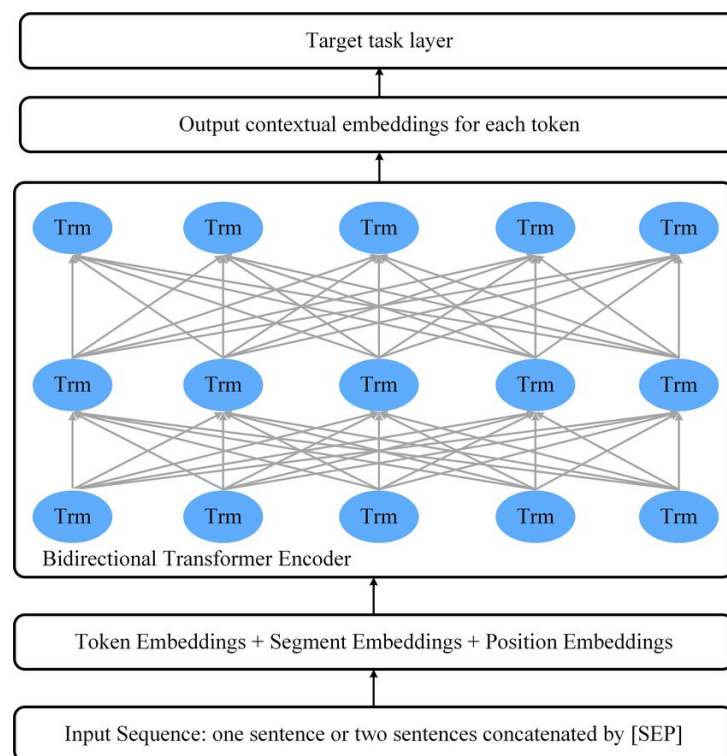 Target task layer
Output contextual embeddings for each token
Trm Trm Trm Trm Trm
Trm Trm Trm Trm Trm
Trm Trm Trm Trm Trm
Bidirectional Transformer Encoder
Token Embeddings + Segment Embeddings + Position Embeddings
Input Sequence: one sentence or two sentences concatenated by [SEP]